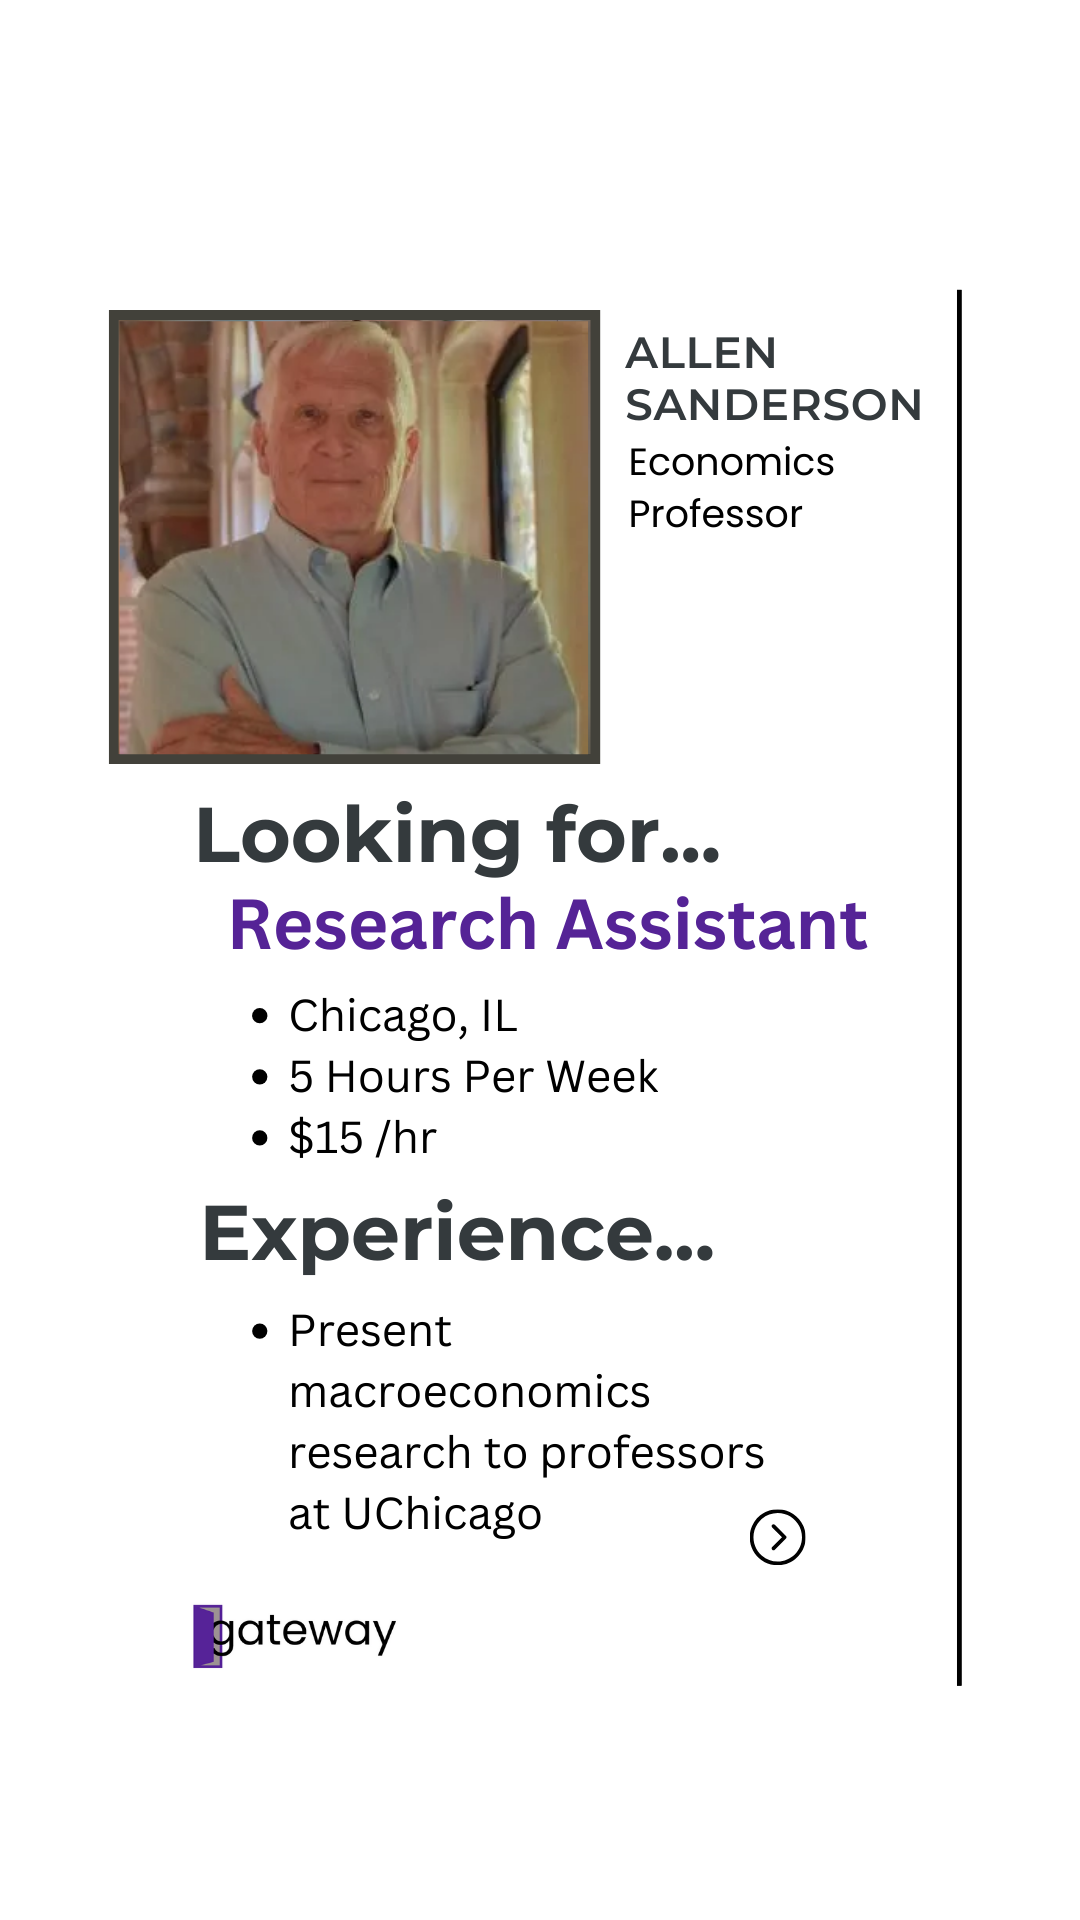 ALLEN
SANDERSON
Economics
Professor
Looking for...
Research Assistant
• Chicago, IL
• 5 Hours Per Week
• $15 /hr
Experience...
• Present
macroeconomics
research to professors
at UChicago
gateway